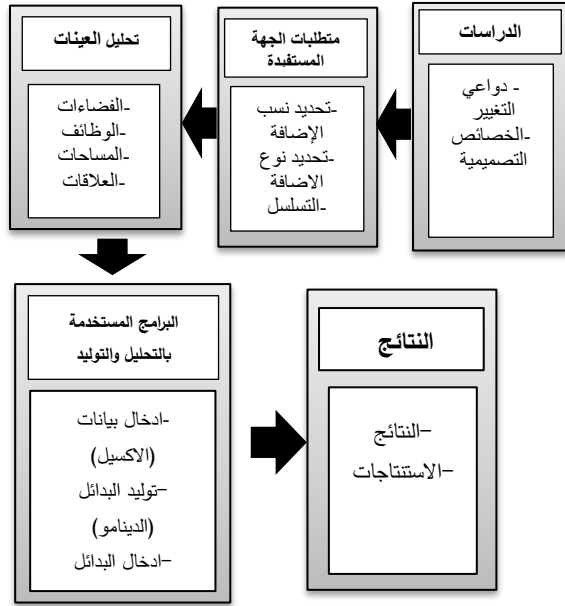 الدراسات
- دواعي
التغيير
-الخصائص
التصميمية
متطلبات الجهة
المستفيدة
-تحديد نسب
الإضافة
-تحديد نوع
الاضافة
-التسلسل
تحليل العينات
-الفضاءات
-الوظائف
-المساحات
-العلاقات
البرامج المستخدمة
بالتحليل والتوليد
-ادخال بيانات
(الاكسيل)
-توليد البدائل
(الدينامو)
-ادخال البدائل
النتائج
-النتائج
-الاستنتاجات